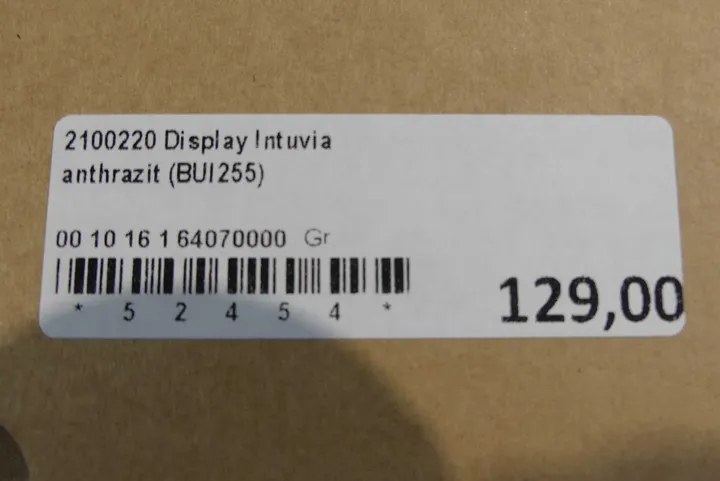 2100220 Display Intuvia
anthrazit (BUI255)
00 10 16 1 64070000 Gr
* 5 2 4 5 4 *
129,00